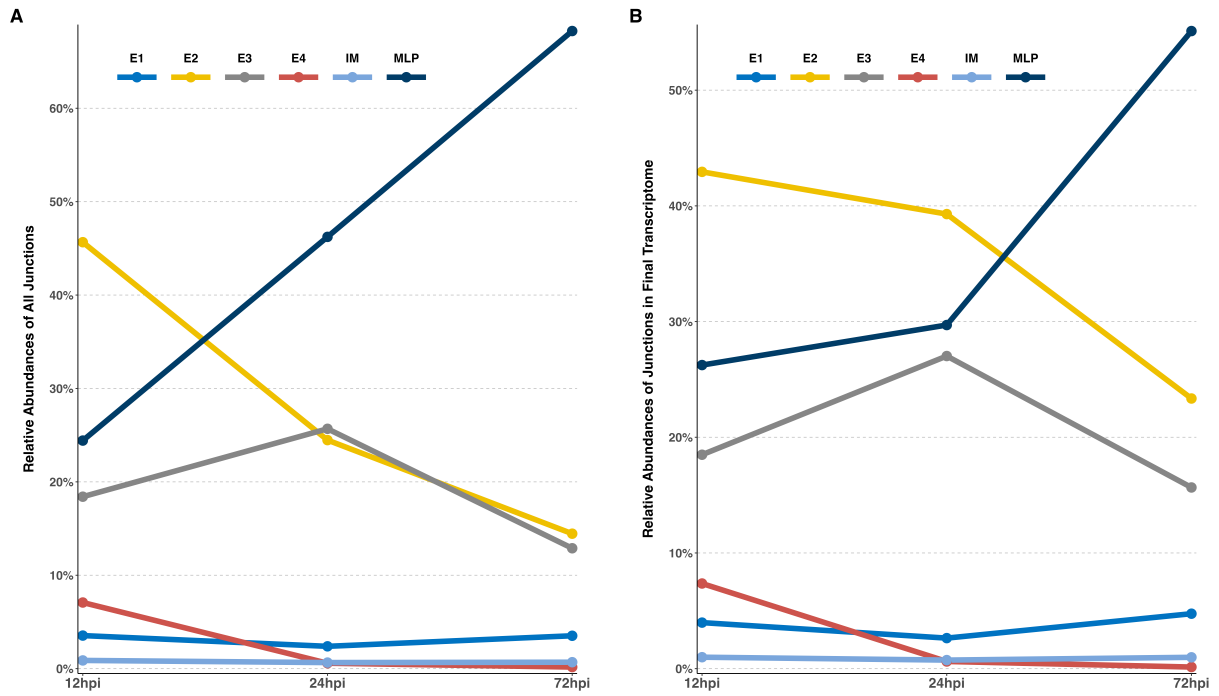 A
E1 E2 E3 E4 IM MLP
Relative Abundances of All Junctions
60%
50%
40%
30%
20%
10%
0%
12hpi 24hpi 72hpi
B
E1 E2 E3 E4 IM MLP
Relative Abundances of Junctions in Final Transcriptome
50%
40%
30%
20%
10%
0%
12hpi 24hpi 72hpi